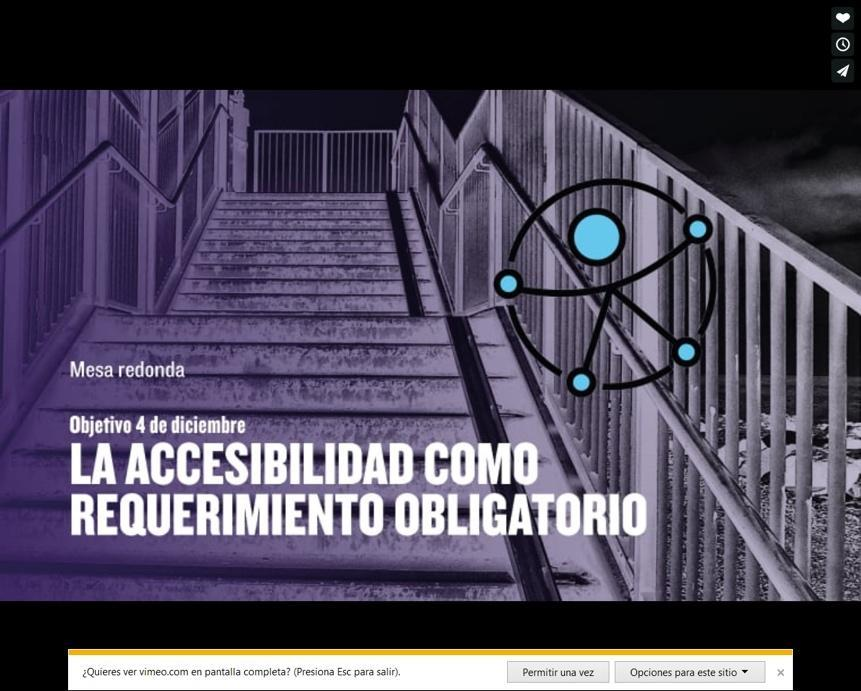 Mesa redonda
Objetivo 4 de diciembre
LA ACCESIBILIDAD COMO
REQUERIMIENTO OBLIGATORIO
¿Quieres ver vimeo.com en pantalla completa? (Presiona Esc para salir).
Permitir una vez
Opciones para este sitio